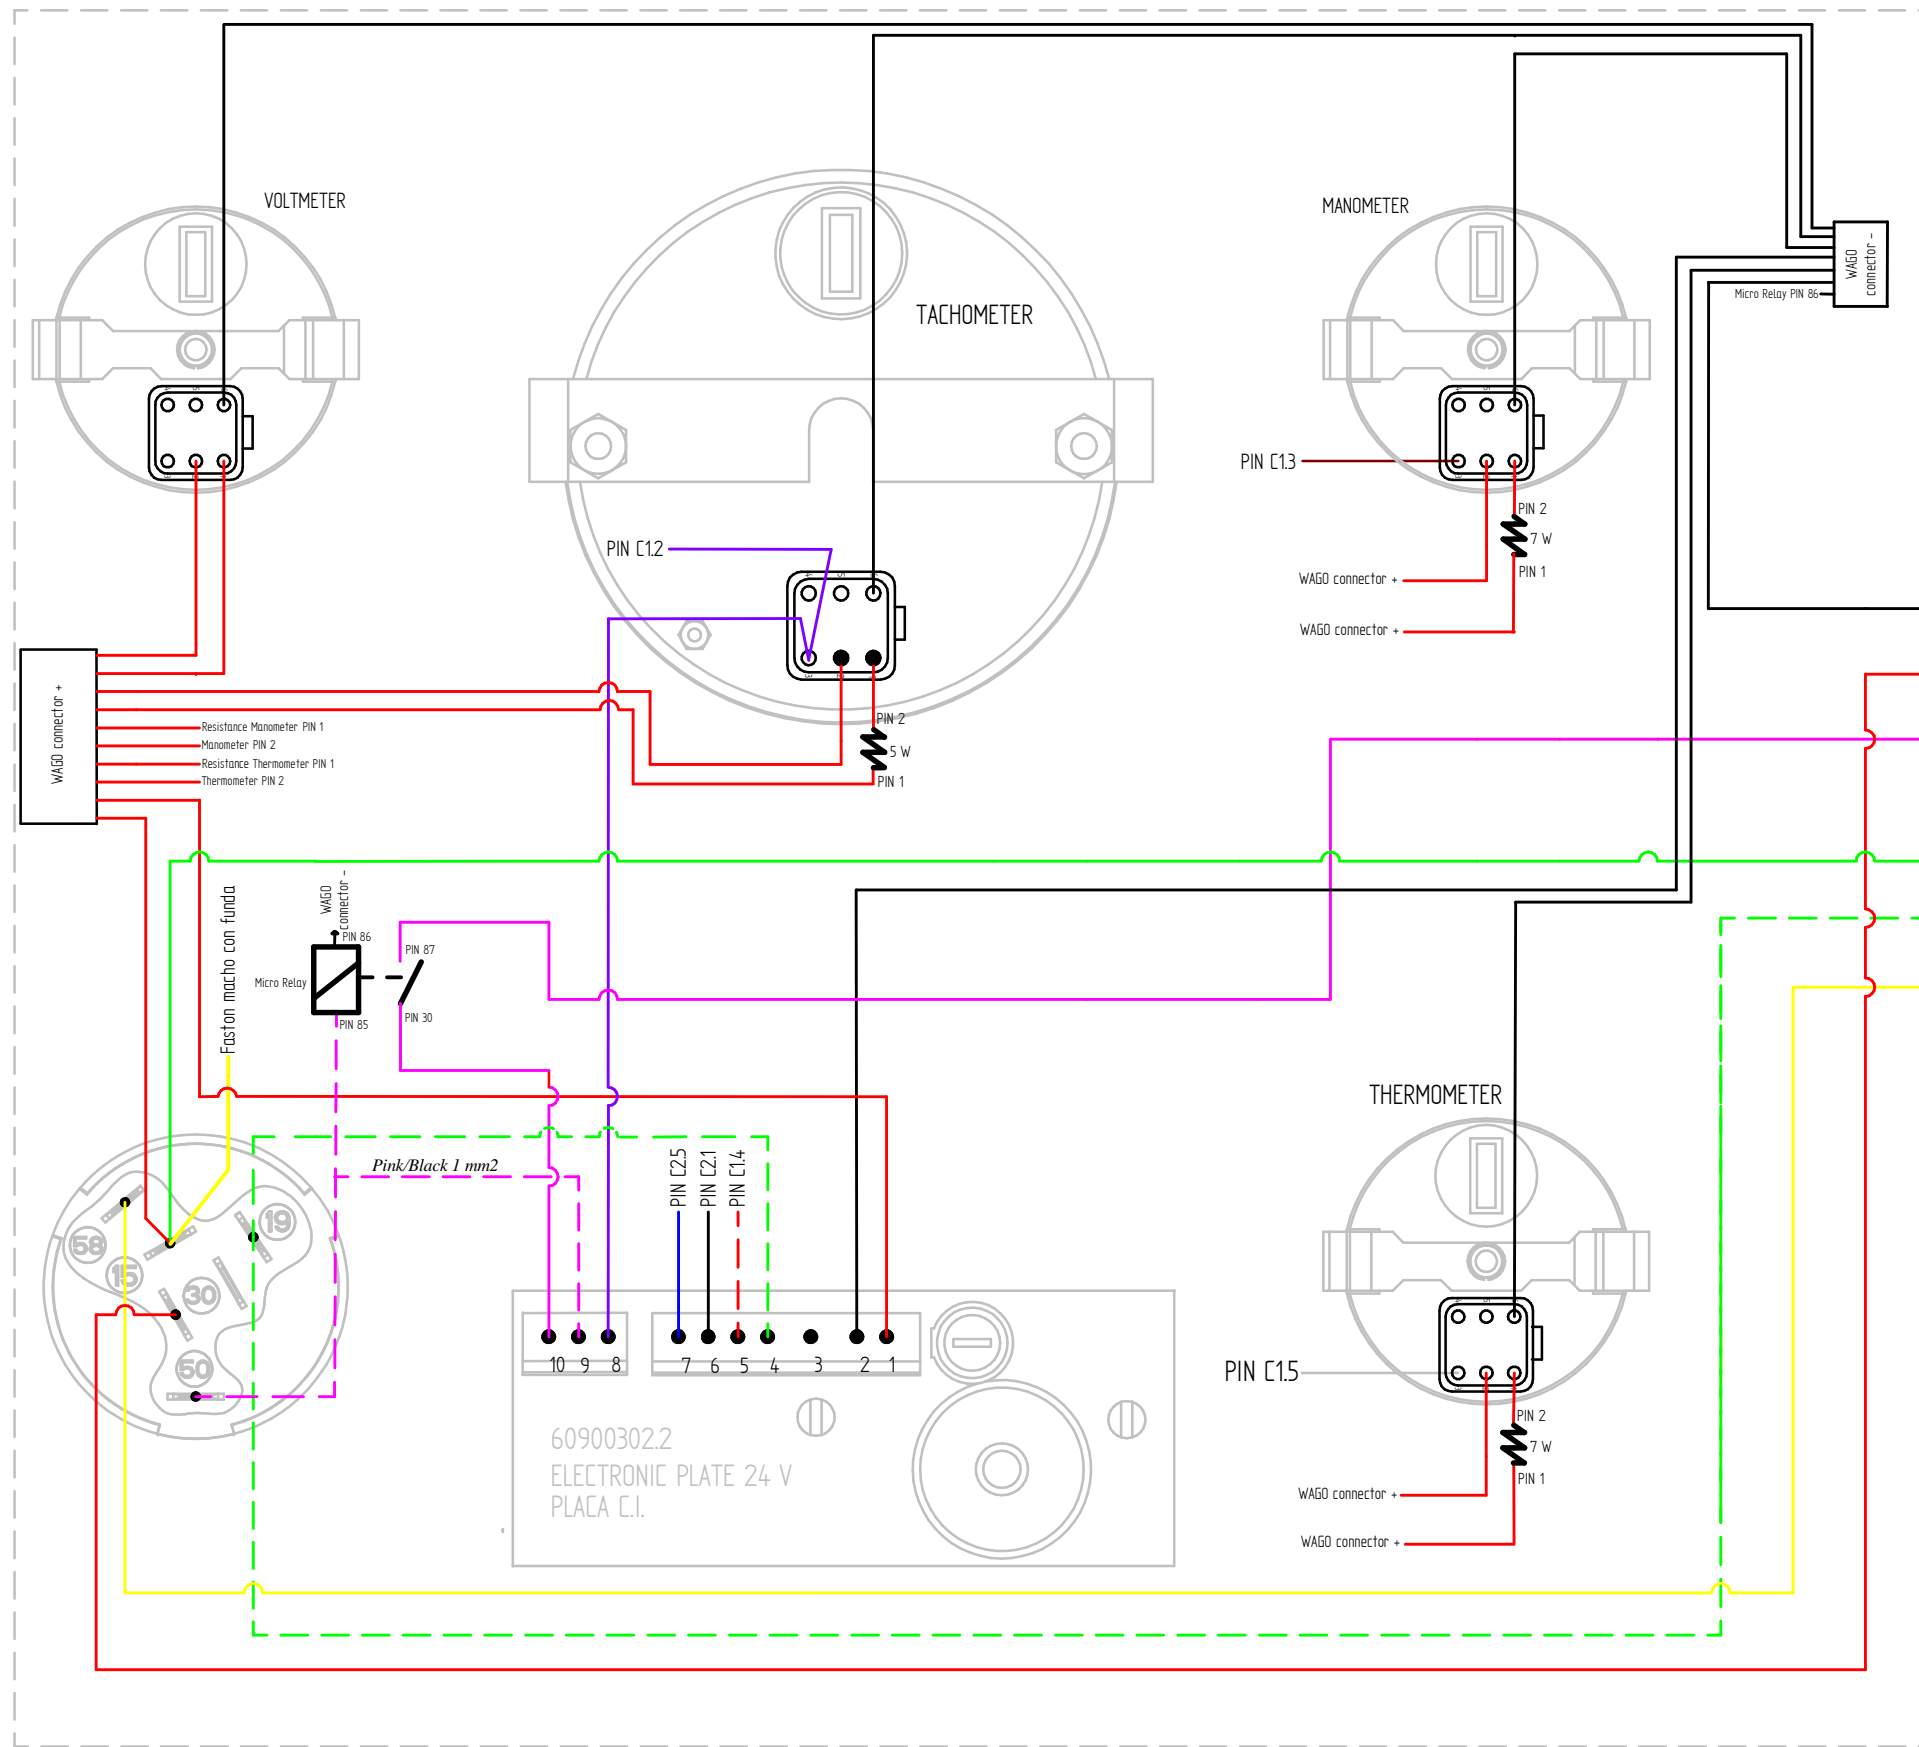 VOLTMETER
TACHOMETER
MANOMETER
WAGO
connector -
Micro Relay PIN 86
PIN C1.3
PIN 2
7 W
PIN 1
WAGO connector +
WAGO connector +
PIN C1.2
PIN 2
5 W
PIN 1
WAGO connector +
Resistance Manometer PIN 1
Manometer PIN 2
Resistance Thermometer PIN 1
Thermometer PIN 2
Faston macho con funda
WAGO
connector -
PIN 86
Micro Relay
PIN 85
PIN 87
PIN 30
Pink/Black 1 mm2
PIN C2.5
PIN C2.1
PIN C1.4
THERMOMETER
58
15
19
30
50
10
9
8
7
6
5
4
3
2
1
60900302.2
ELECTRONIC PLATE 24 V
PLACA C.I.
PIN C1.5
PIN 2
7 W
PIN 1
WAGO connector +
WAGO connector +